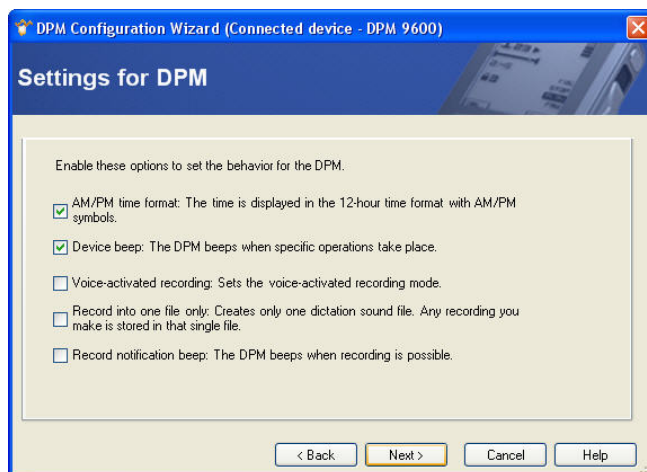 DPM Configuration Wizard (Connected device - DPM 9600)
Settings for DPM
Enable these options to set the behavior for the DPM.
AM/PM time format: The time is displayed in the 12-hour time format with AM/PM
symbols.
Device beep: The DPM beeps when specific operations take place.
Voice-activated recording: Sets the voice-activated recording mode.
Record into one file only: Creates only one dictation sound file. Any recording you
make is stored in that single file.
Record notification beep: The DPM beeps when recording is possible.
< Back Next > Cancel Help